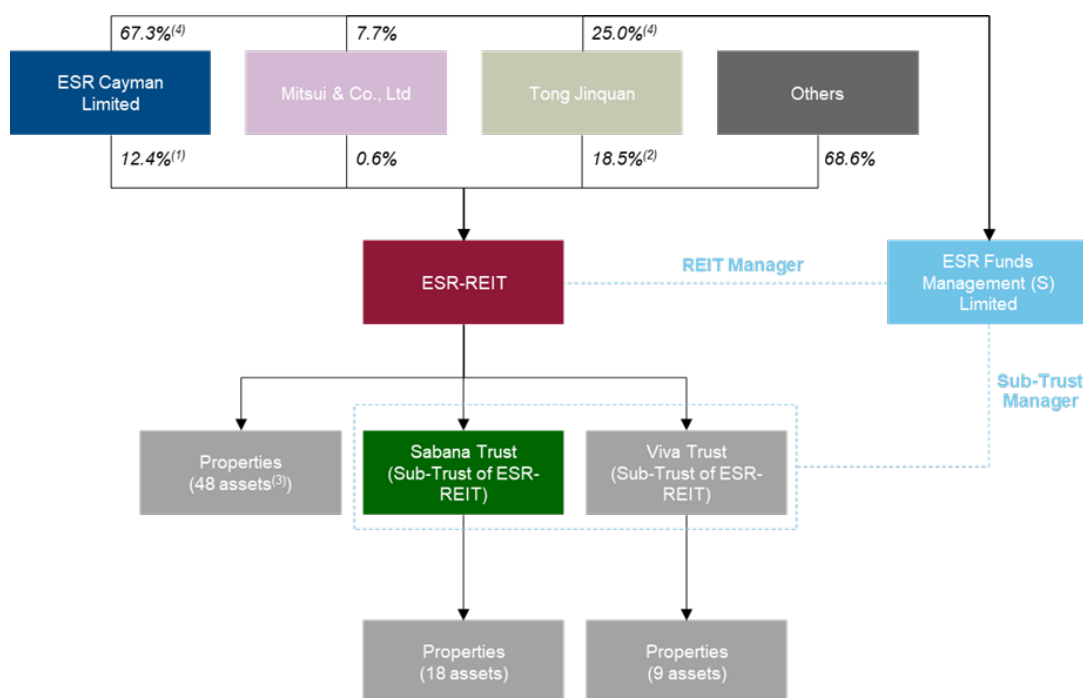 67.3%(4)
7.7%
25.0%(4)
ESR Cayman
Limited
Mitsui & Co., Ltd
Tong Jinquan
Others
12.4%(1)
0.6%
18.5%(2)
68.6%
ESR-REIT
REIT Manager
ESR Funds
Management (S)
Limited
Sub-Trust
Manager
Properties
(48 assets(3))
Sabana Trust
(Sub-Trust of ESR-
REIT)
Viva Trust
(Sub-Trust of ESR-
REIT)
Properties
(18 assets)
Properties
(9 assets)